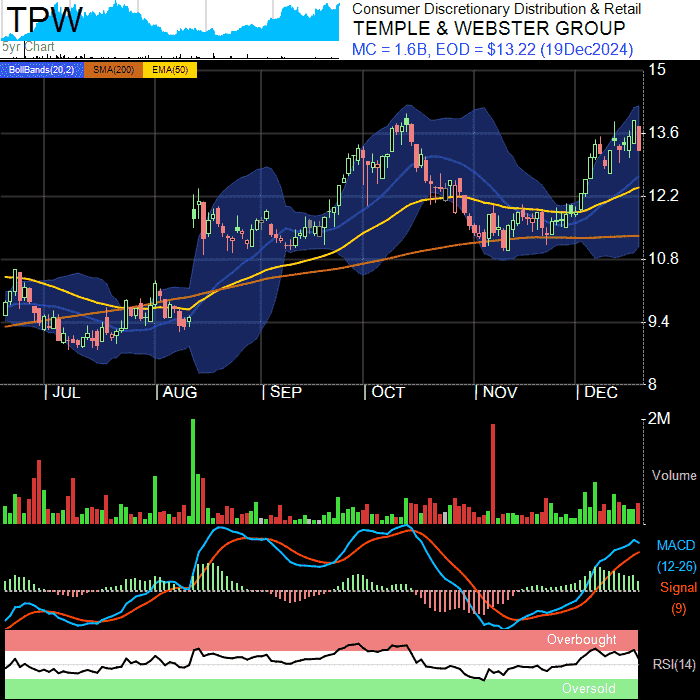 TPW
5yr Chart
Consumer Discretionary Distribution & Retail
TEMPLE & WEBSTER GROUP
MC = 1.6B, EOD = $13.22 (19Dec2024)
BollBands(20,2) SMA(200) EMA(50)
15
13.6
12.2
10.8
9.4
8
JUL AUG SEP OCT NOV DEC
2M
Volume
MACD
(12-26)
Signal
(9)
Overbought
RSI(14)
Oversold